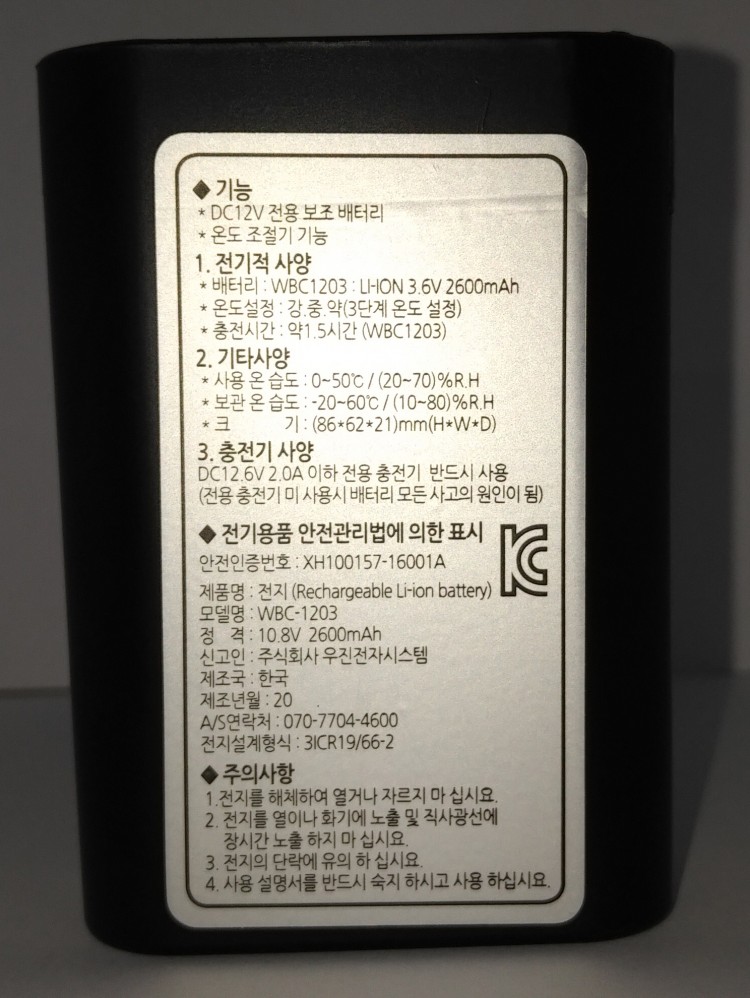 ◆ 기능
* DC12V 전용 보조 배터리
* 온도 조절기 기능
1. 전기적 사양
* 배터리 : WBC1203 : LI-ION 3.6V 2600mAh
* 온도설정 : 강.중.약(3단계 온도 설정)
* 충전시간 : 약1.5시간 (WBC1203)
2. 기타사양
* 사용 온 습도 : 0~50℃ / (20~70)%R.H
* 보관 온 습도 : -20~60℃ / (10~80)%R.H
* 크 기 : (86*62*21)mm(H*W*D)
3. 충전기 사양
DC12.6V 2.0A 이하 전용 충전기 반드시 사용
(전용 충전기 미 사용시 배터리 모든 사고의 원인이 됨)
◆ 전기용품 안전관리법에 의한 표시
안전인증번호 : XH100157-16001A
제품명 : 전지 (Rechargeable Li-ion battery)
모델명 : WBC-1203
정 격 : 10.8V 2600mAh
신고인 : 주식회사 우진전자시스템
제조국 : 한국
제조년월 : 20 .
A/S연락처 : 070-7704-4600
전지설계형식 : 3ICR19/66-2
◆ 주의사항
1.전지를 해체하여 열거나 자르지 마 십시요.
2. 전지를 열이나 화기에 노출 및 직사광선에
장시간 노출 하지 마 십시요.
3. 전지의 단락에 유의 하 십시요.
4. 사용 설명서를 반드시 숙지 하시고 사용 하십시요.